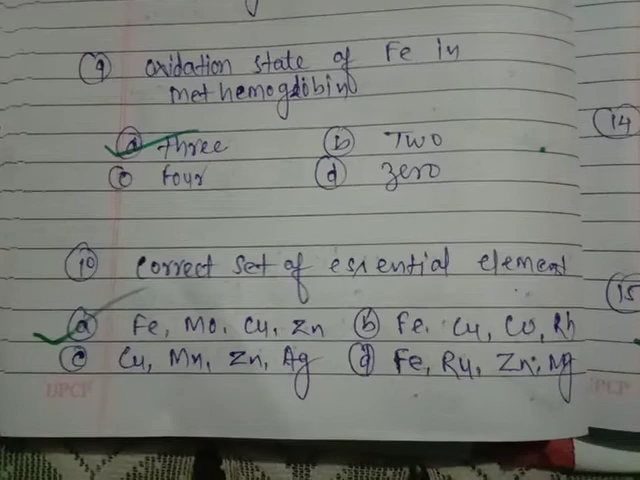 (9) oxidation state of Fe in
methemoglobin
(a) Three (b) Two
(c) Four (d) zero
(10) correct set of essential element
(a) Fe, Mo, Cu, Zn (b) Fe, Cu, Co, Rh
(c) Cu, Mn, Zn, Ag (d) Fe, Ru, Zn, Mg
(14)
(15)
UPCP
UPCP